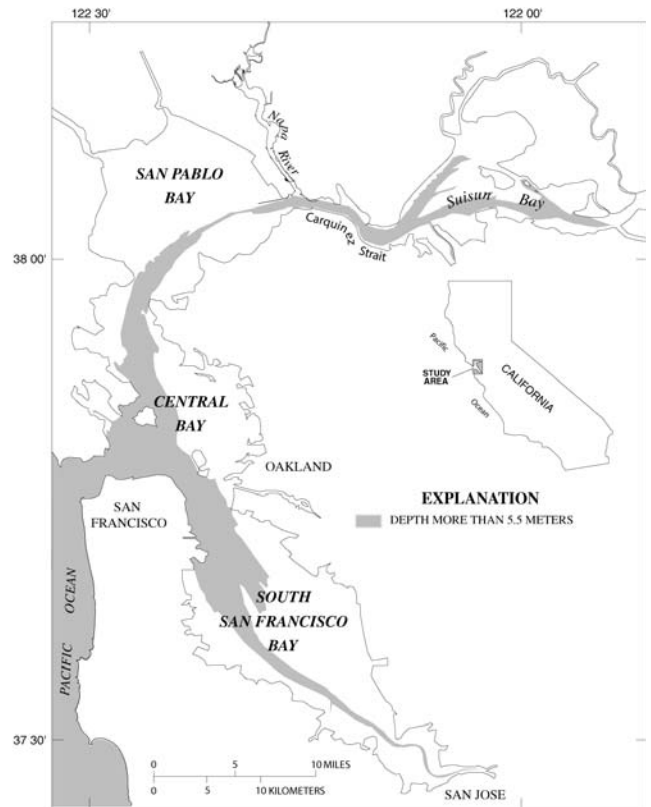 122 30'
122 00'
Napa
River
SAN PABLO
BAY
Suisun
Bay
Carquinez
Strait
38 00'
Pacific
Ocean
STUDY
AREA
CALIFORNIA
CENTRAL
BAY
OAKLAND
SAN
FRANCISCO
EXPLANATION
DEPTH MORE THAN 5.5 METERS
PACIFIC OCEAN
SOUTH
SAN FRANCISCO
BAY
37 30'
0 5 10 MILES
0 5 10 KILOMETERS
SAN JOSE